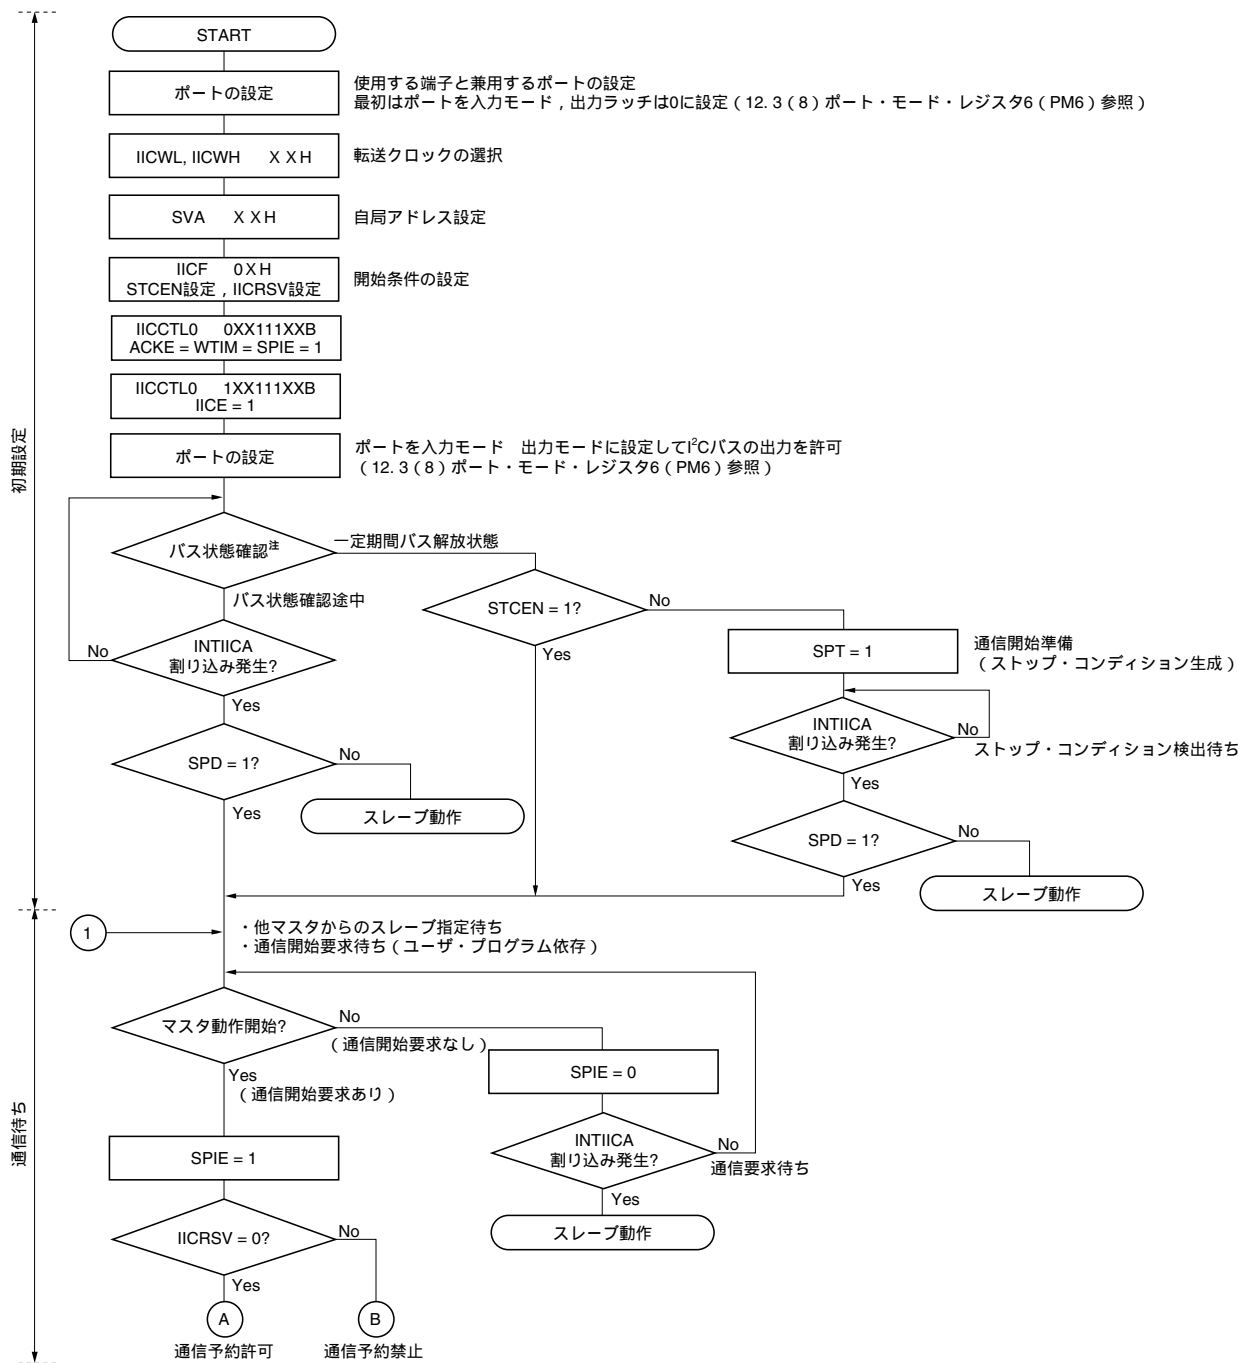 START
ポートの設定
使用する端子と兼用するポートの設定
最初はポートを入力モード，出力ラッチは0に設定（12. 3（8）ポート・モード・レジスタ6（PM6）参照）
IICWL, IICWH XXH
転送クロックの選択
SVA XXH
自局アドレス設定
IICF 0XH
STCEN設定，IICRSV設定
開始条件の設定
IICCTL0 0XX111XXB
ACKE = WTIM = SPIE = 1
IICCTL0 1XX111XXB
IICE = 1
ポートの設定
ポートを入力モード 出力モードに設定してI²Cバスの出力を許可
（12. 3（8）ポート・モード・レジスタ6（PM6）参照）
初期設定
バス状態確認注
一定期間バス解放状態
バス状態確認途中
STCEN = 1?
No
Yes
SPT = 1
通信開始準備
（ストップ・コンディション生成）
INTIICA
割り込み発生?
No
Yes
INTIICA
割り込み発生?
No
ストップ・コンディション検出待ち
Yes
SPD = 1?
No
Yes
スレーブ動作
SPD = 1?
No
Yes
スレーブ動作
1
・他マスタからのスレーブ指定待ち
・通信開始要求待ち（ユーザ・プログラム依存）
マスタ動作開始?
No
（通信開始要求なし）
Yes
（通信開始要求あり）
SPIE = 0
通信待ち
SPIE = 1
INTIICA
割り込み発生?
No
通信要求待ち
Yes
スレーブ動作
IICRSV = 0?
No
Yes
A
B
通信予約許可
通信予約禁止